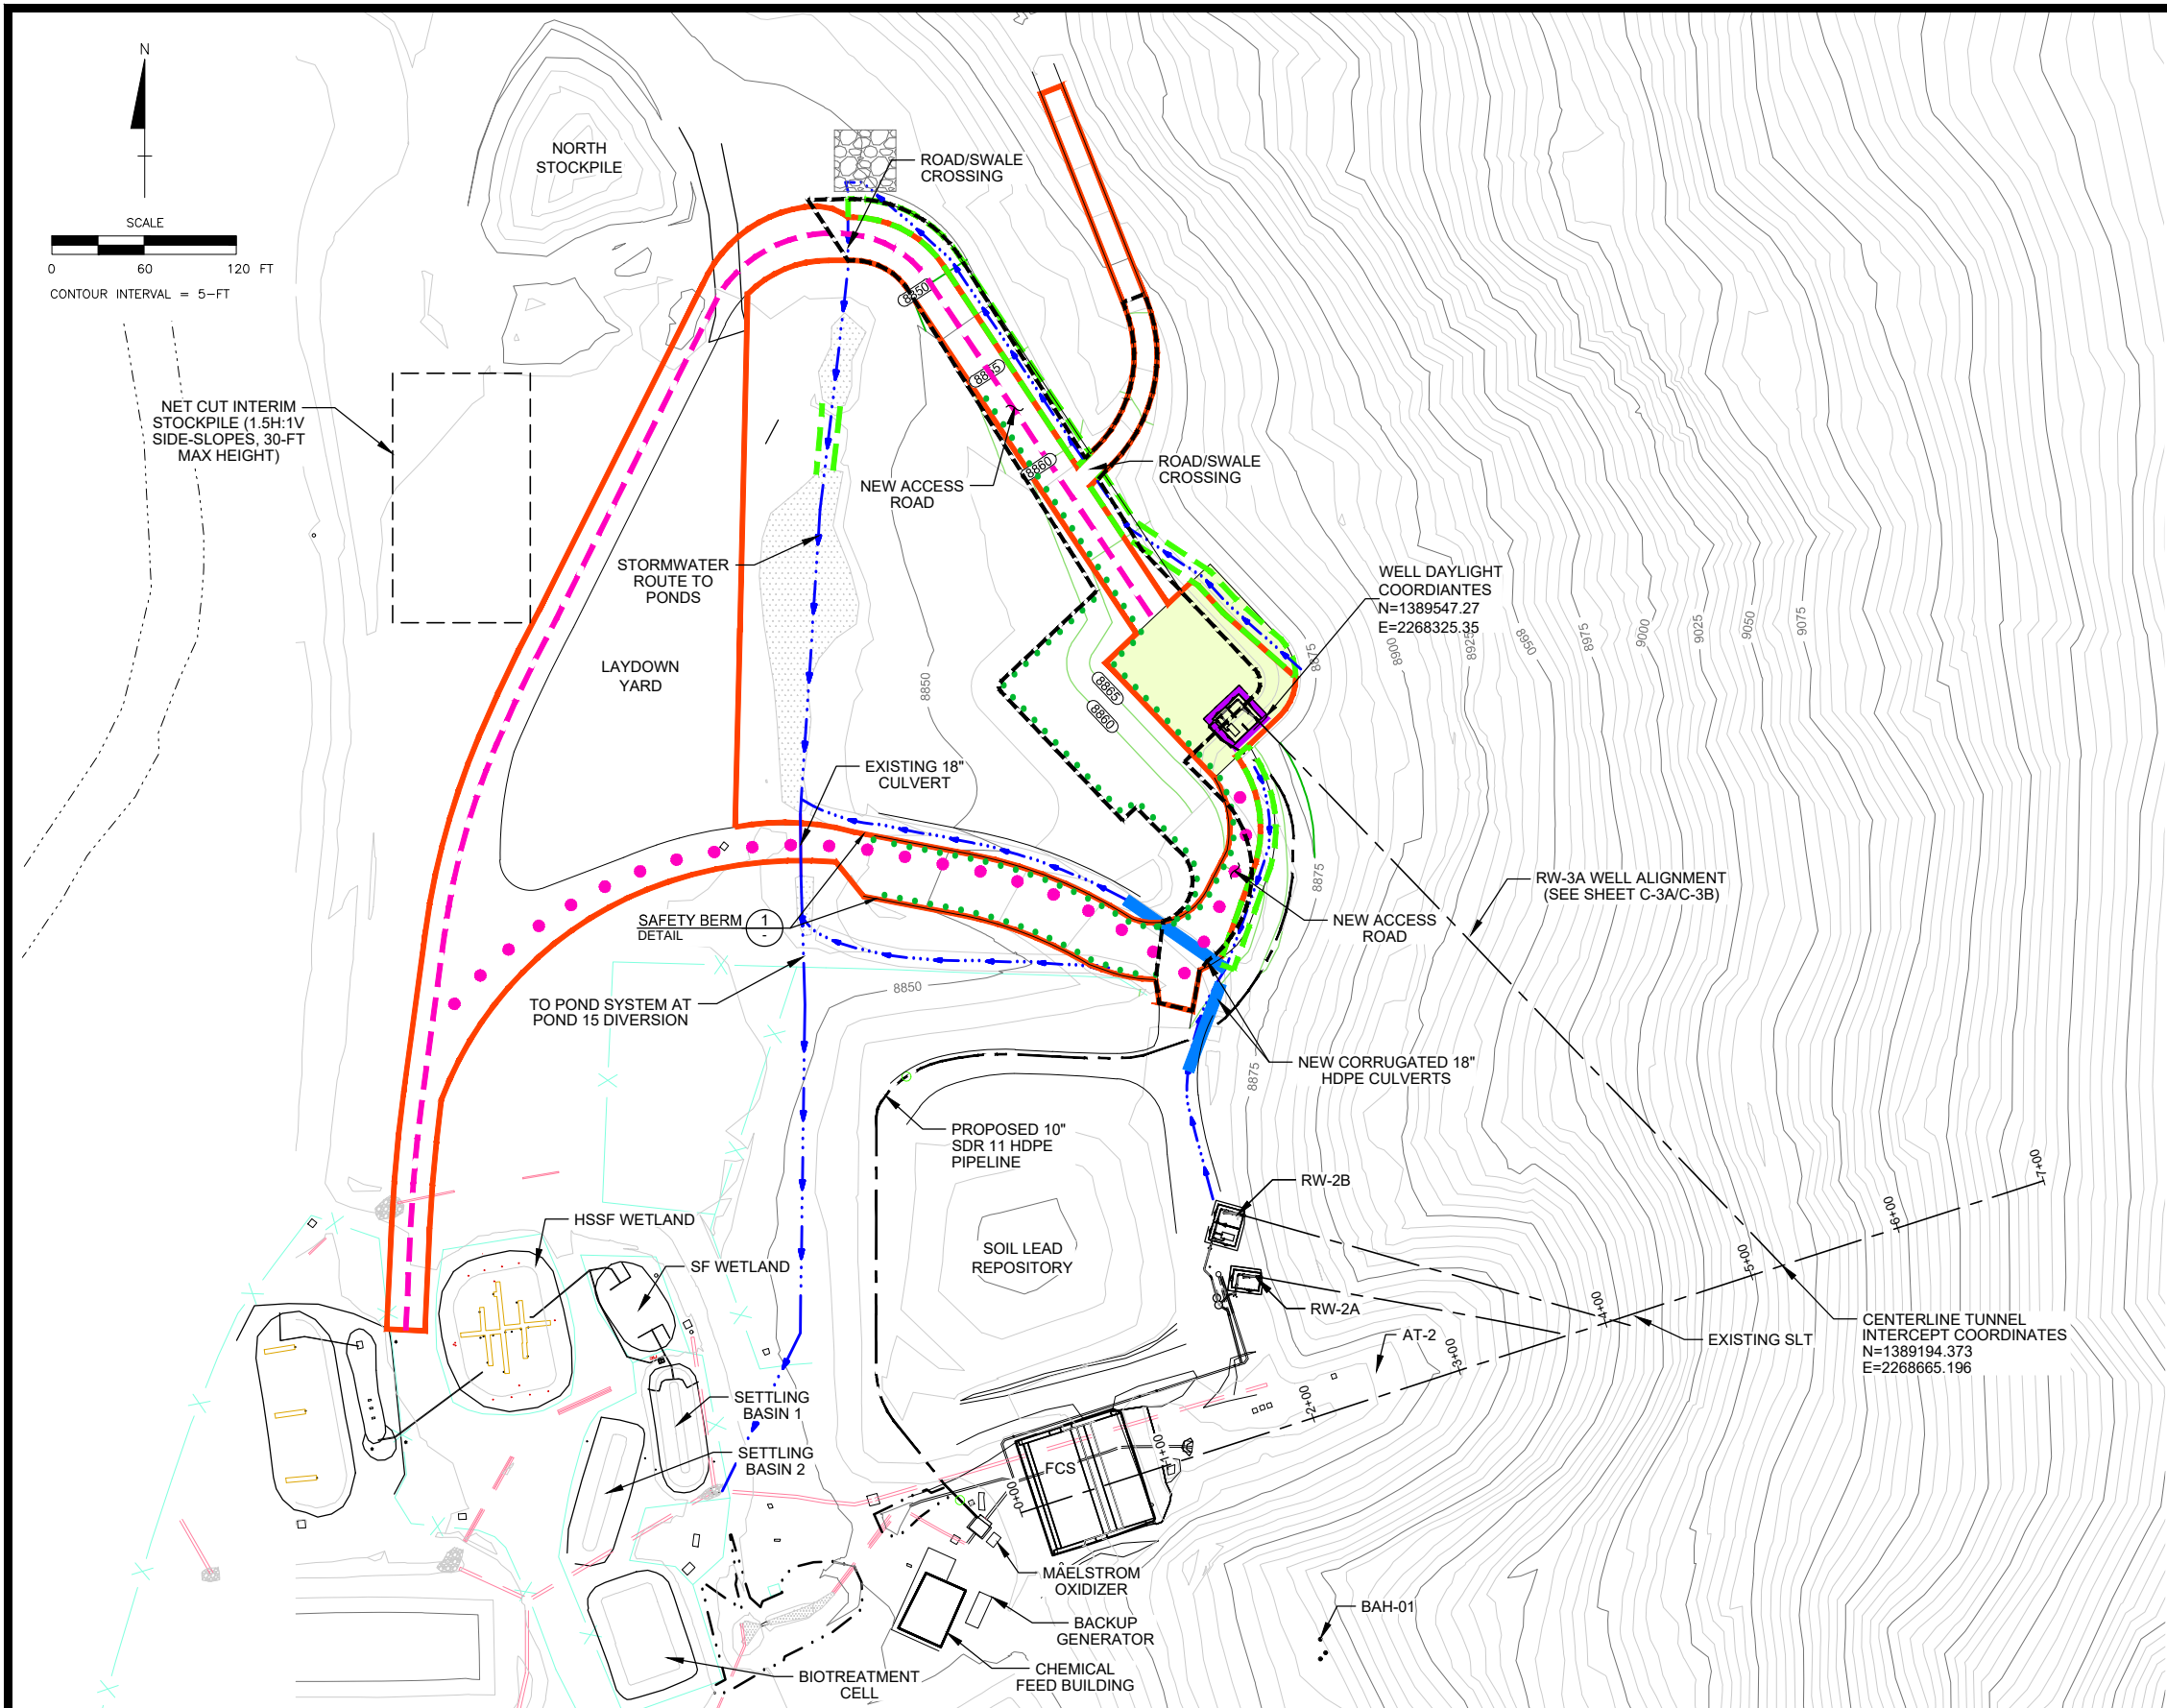 N
SCALE
0 60 120 FT
CONTOUR INTERVAL = 5-FT
NORTH
STOCKPILE
ROAD/SWALE
CROSSING
NET CUT INTERIM
STOCKPILE (1.5H:1V
SIDE-SLOPES, 30-FT
MAX HEIGHT)
8850
8855
8860
NEW ACCESS
ROAD
ROAD/SWALE
CROSSING
STORMWATER
ROUTE TO
PONDS
WELL DAYLIGHT
COORDIANTES
N=1389547.27
E=2268325.35
LAYDOWN
YARD
8850
8865
8860
8875
8900
8925
8950
8975
9000
9025
9050
9075
EXISTING 18"
CULVERT
8875
RW-3A WELL ALIGNMENT
(SEE SHEET C-3A/C-3B)
SAFETY BERM
DETAIL
1
-
NEW ACCESS
ROAD
TO POND SYSTEM AT
POND 15 DIVERSION
8850
8875
NEW CORRUGATED 18"
HDPE CULVERTS
PROPOSED 10"
SDR 11 HDPE
PIPELINE
HSSF WETLAND
SF WETLAND
SOIL LEAD
REPOSITORY
RW-2B
RW-2A
AT-2
EXISTING SLT
CENTERLINE TUNNEL
INTERCEPT COORDINATES
N=1389194.373
E=2268665.196
0+00
1+00
2+00
3+00
4+00
5+00
6+00
7+00
SETTLING
BASIN 1
SETTLING
BASIN 2
FCS
MAELSTROM
OXIDIZER
BACKUP
GENERATOR
CHEMICAL
FEED BUILDING
BIOTREATMENT
CELL
BAH-01